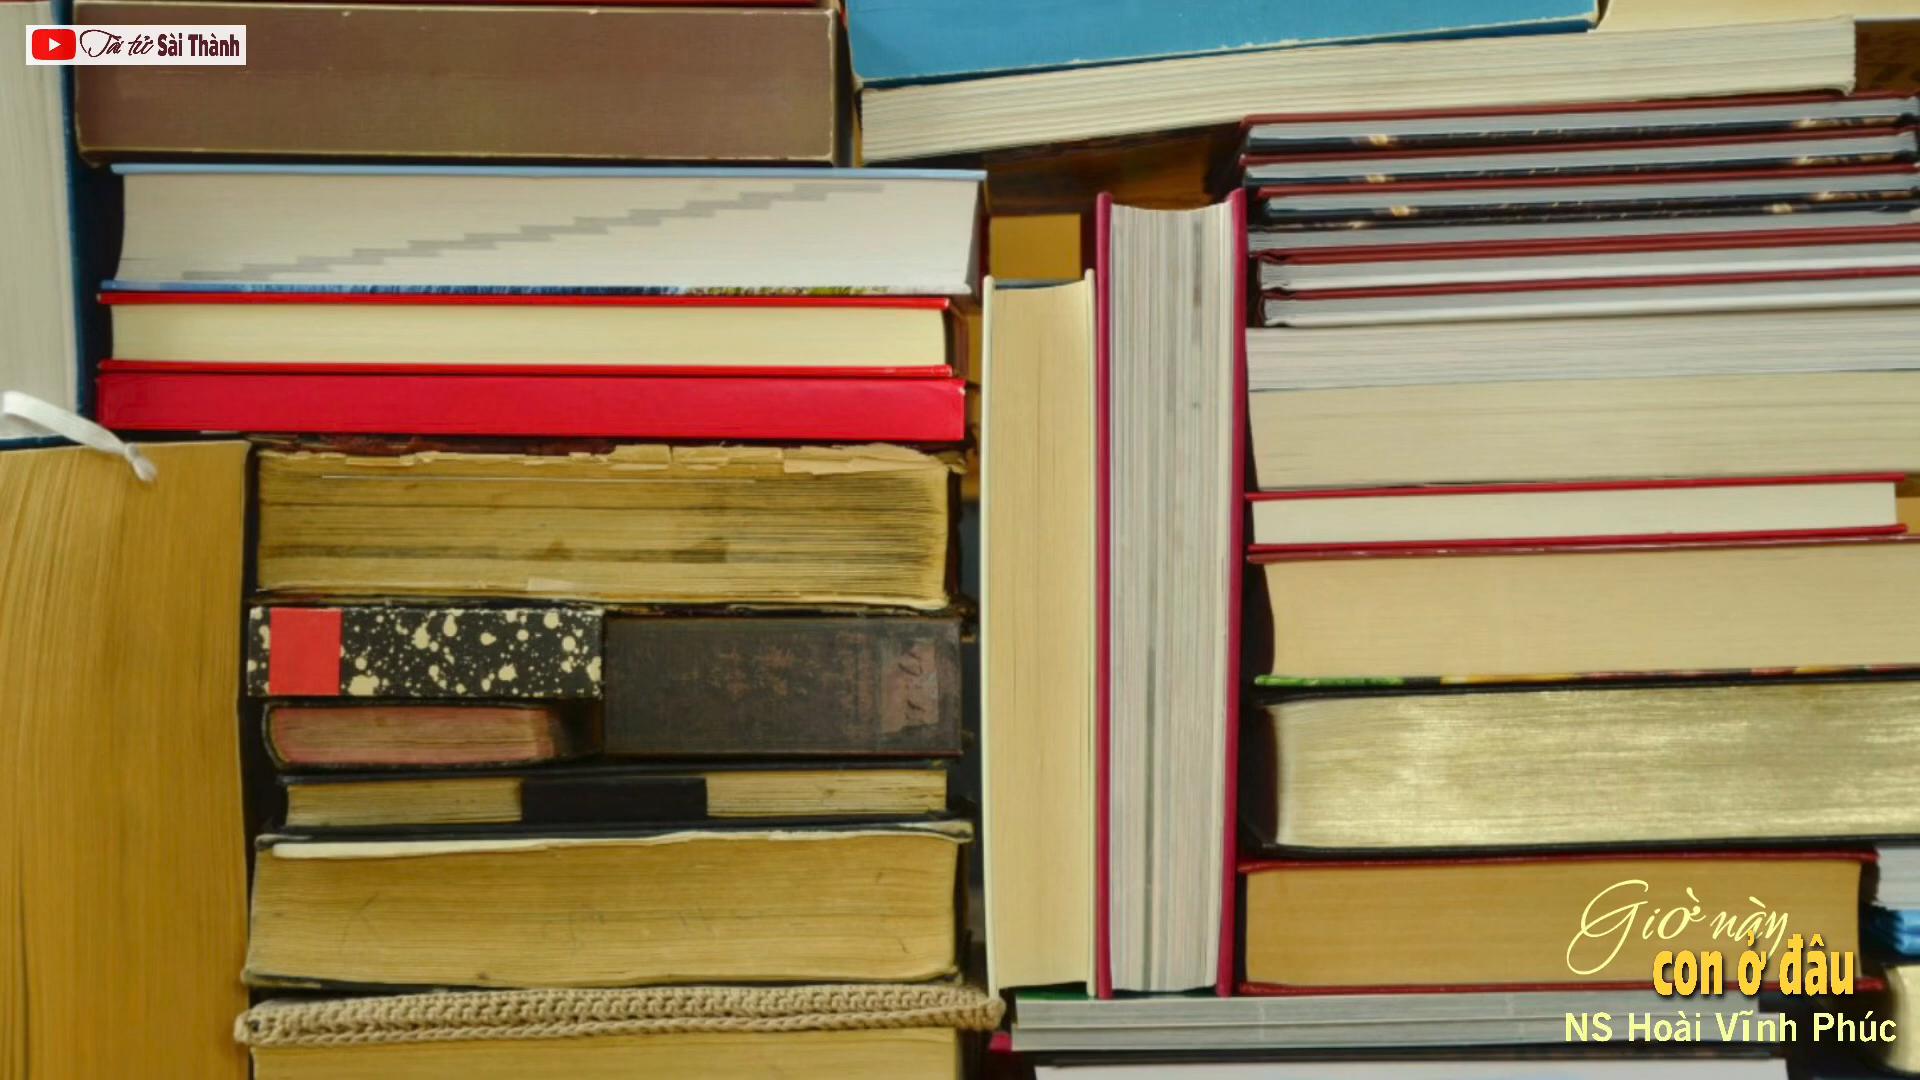 Tài tử Sài Thành
Giờ này
con ở đâu
NS Hoài Vĩnh Phúc